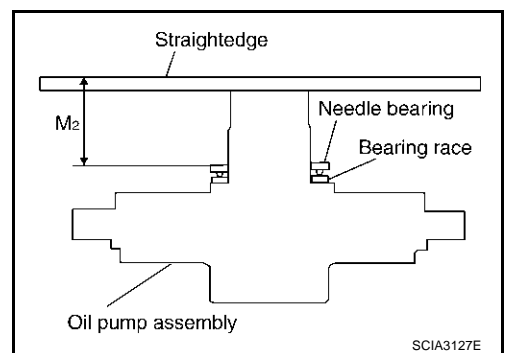 Straightedge
M2
Needle bearing
Bearing race
Oil pump assembly
SCIA3127E